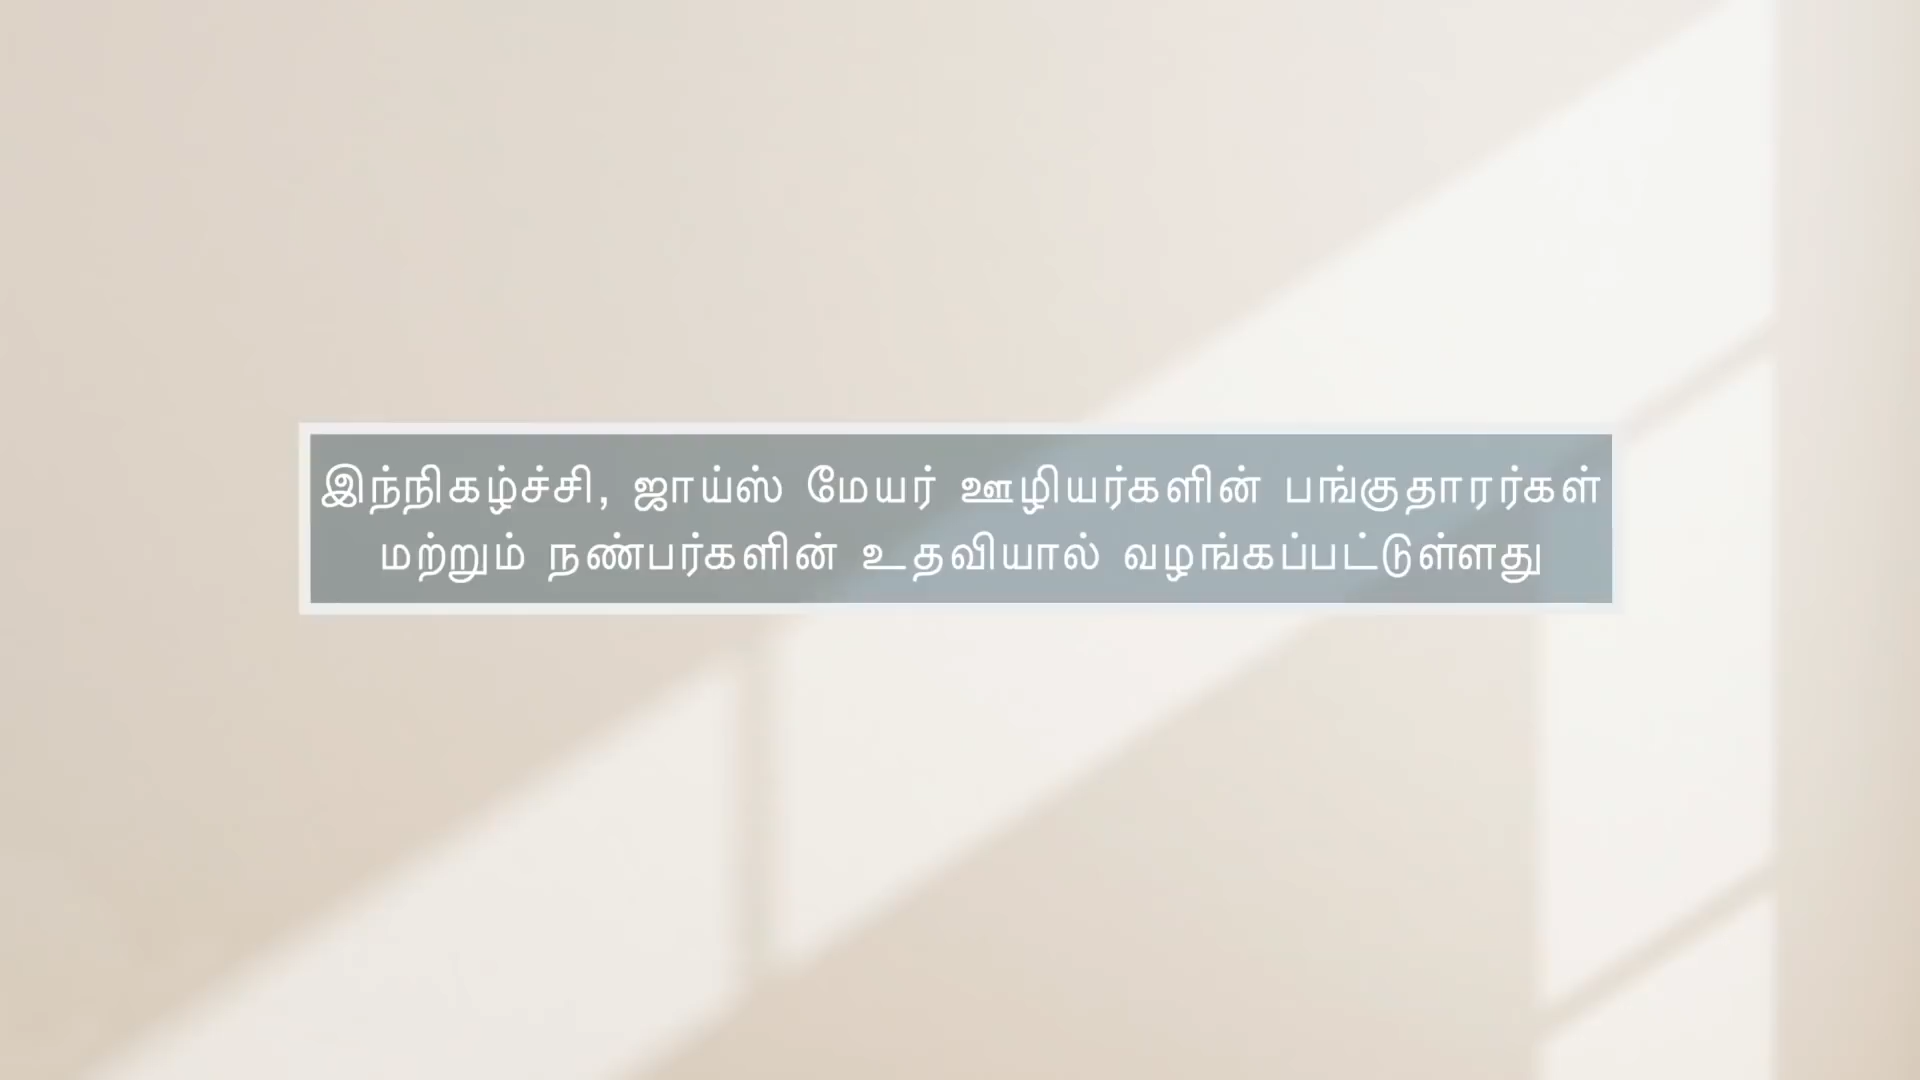 இந்நிகழ்ச்சி, ஜாய்ஸ் மேயர் ஊழியர்களின் பங்குதாரர்கள்
மற்றும் நண்பர்களின் உதவியால் வழங்கப்பட்டுள்ளது